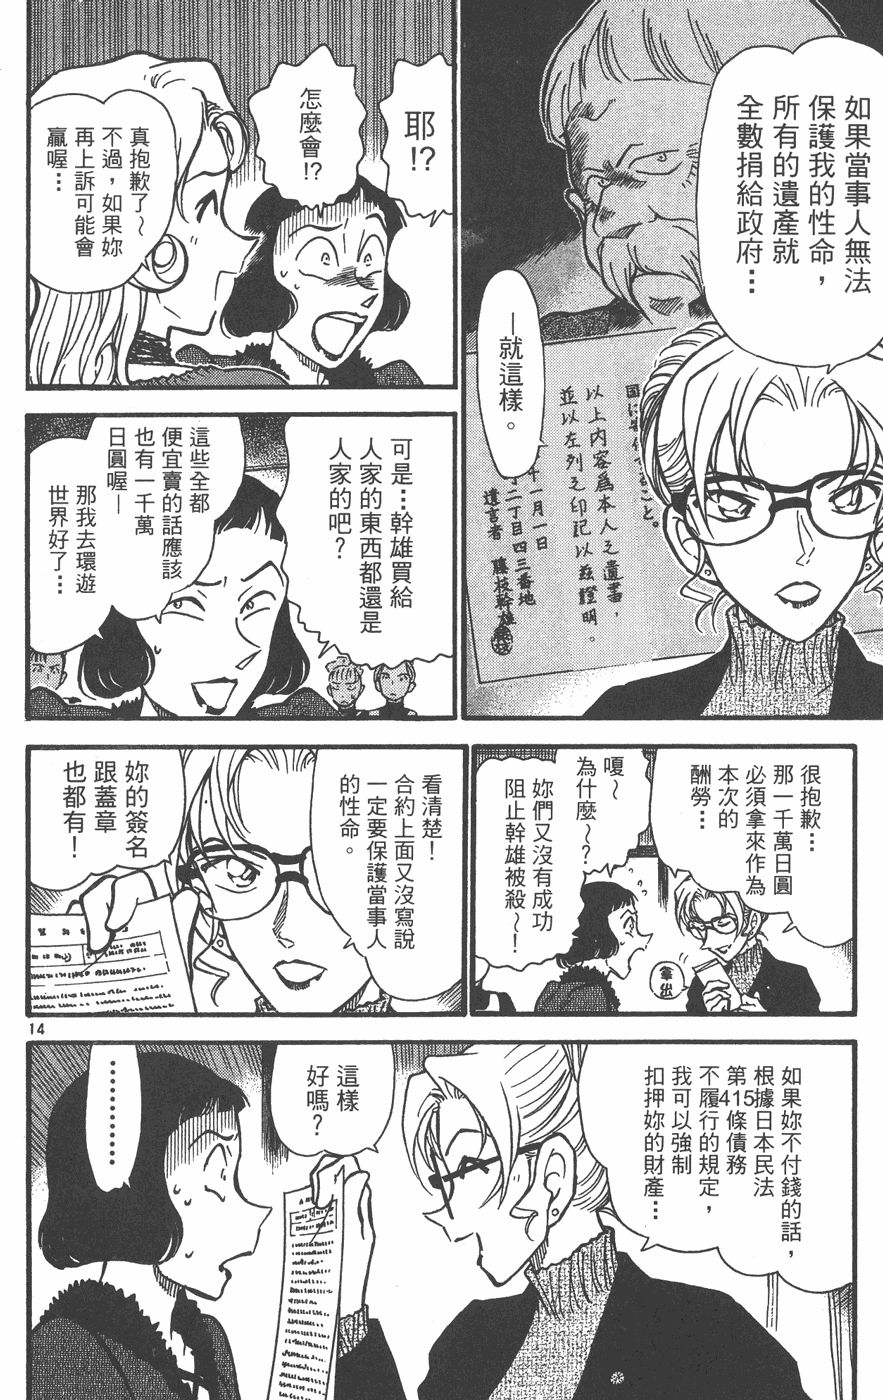 如果當事人無法
保護我的性命，
所有的遺產就
全數捐給政府…
—就這樣。
以上内容爲本人之遺書，
並以左列之印記以茲證明。
年一月一日
丁二丁目四三番地
遺言者 藤枝幹雄
耶!?
怎麼會!?
真抱歉了～
不過，如果妳
再上訴可能會
贏喔…
可是…幹雄買給
人家的東西都還是
人家的吧？
這些全都
便宜賣的話應該
也有一千萬
日圓喔—
那我去環遊
世界好了…
很抱歉…
那一千萬日圓
必須拿來作為
本次的
酬勞…
拿出
嗄～
為什麼～？
妳們又沒有成功
阻止幹雄被殺～！
看清楚！
合約上面又沒寫說
一定要保護當事人
的性命。
妳的簽名
跟蓋章
也都有！
14
如果妳不付錢的話，
根據日本民法
第415條債務
不履行的規定，
我可以強制
扣押妳的財產…
這樣
好嗎？
…………